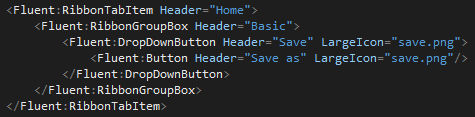 <Fluent:RibbonTabItem Header="Home">
<Fluent:RibbonGroupBox Header="Basic">
<Fluent:DropDownButton Header="Save" LargeIcon="save.png">
<Fluent:Button Header="Save as" LargeIcon="save.png"/>
</Fluent:DropDownButton>
</Fluent:RibbonGroupBox>
</Fluent:RibbonTabItem>